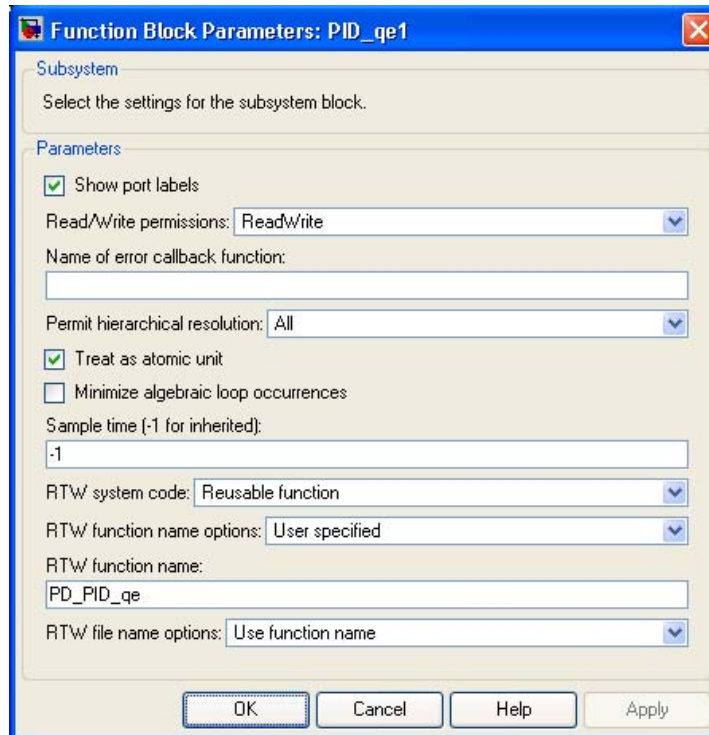 Function Block Parameters: PID_qe1
Subsystem
Select the settings for the subsystem block.
Parameters
Show port labels
Read/Write permissions: ReadWrite
Name of error callback function:
Permit hierarchical resolution: All
Treat as atomic unit
Minimize algebraic loop occurrences
Sample time (-1 for inherited):
-1
RTW system code: Reusable function
RTW function name options: User specified
RTW function name:
PD_PID_qe
RTW file name options: Use function name
OK Cancel Help Apply